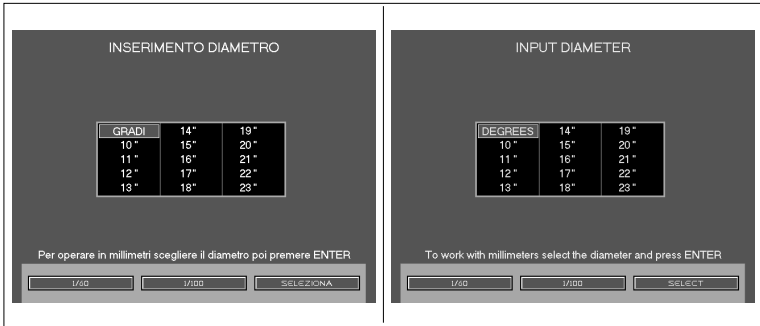 INSERIMENTO DIAMETRO
GRADI 14" 19"
10" 15" 20"
11" 16" 21"
12" 17" 22"
13" 18" 23"
Per operare in millimetri scegliere il diametro poi premere ENTER
1/60 1/100 SELEZIONA
INPUT DIAMETER
DEGREES 14" 19"
10" 15" 20"
11" 16" 21"
12" 17" 22"
13" 18" 23"
To work with millimeters select the diameter and press ENTER
1/60 1/100 SELECT